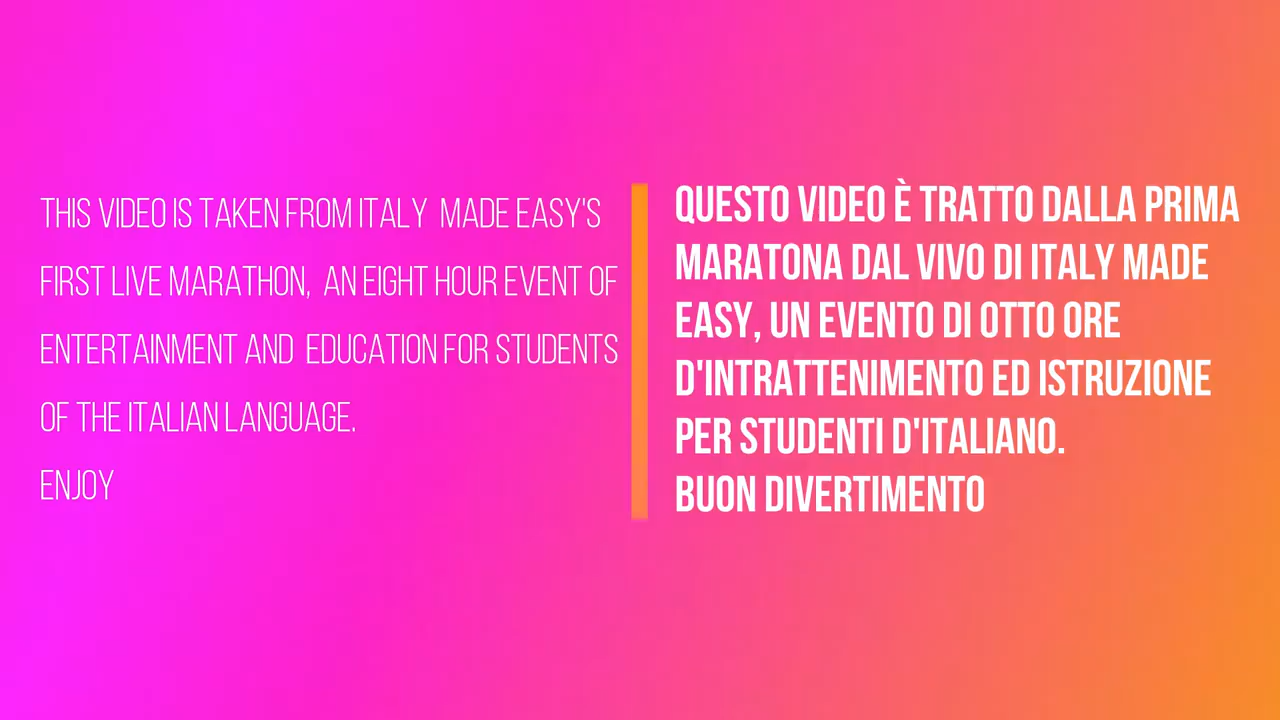 THIS VIDEO IS TAKEN FROM ITALY MADE EASY'S
FIRST LIVE MARATHON, AN EIGHT HOUR EVENT OF
ENTERTAINMENT AND EDUCATION FOR STUDENTS
OF THE ITALIAN LANGUAGE.
ENJOY
QUESTO VIDEO È TRATTO DALLA PRIMA
MARATONA DAL VIVO DI ITALY MADE
EASY, UN EVENTO DI OTTO ORE
D'INTRATTENIMENTO ED ISTRUZIONE
PER STUDENTI D'ITALIANO.
BUON DIVERTIMENTO